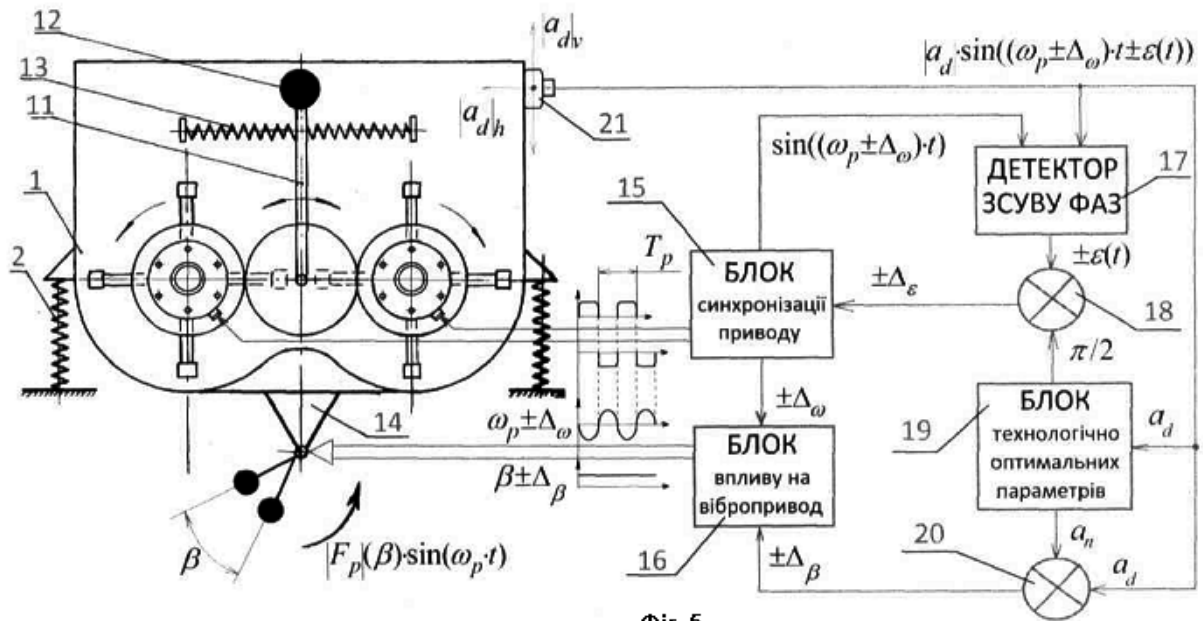 12
13
11
1
2
|a_d|_v
|a_d|_h
21
|a_d|·sin((ω_p±Δ_ω)·t±ε(t))
sin((ω_p±Δ_ω)·t)
ДЕТЕКТОР
ЗСУВУ ФАЗ
17
±ε(t)
18
π/2
15
T_p
БЛОК
синхронізації
приводу
±Δ_ε
±Δ_ω
19
БЛОК
технологічно
оптимальних
параметрів
a_d
14
ω_p±Δ_ω
β±Δ_β
БЛОК
впливу на
вібропривод
16
±Δ_β
20
a_n
a_d
β
|F_p|(β)·sin(ω_p·t)